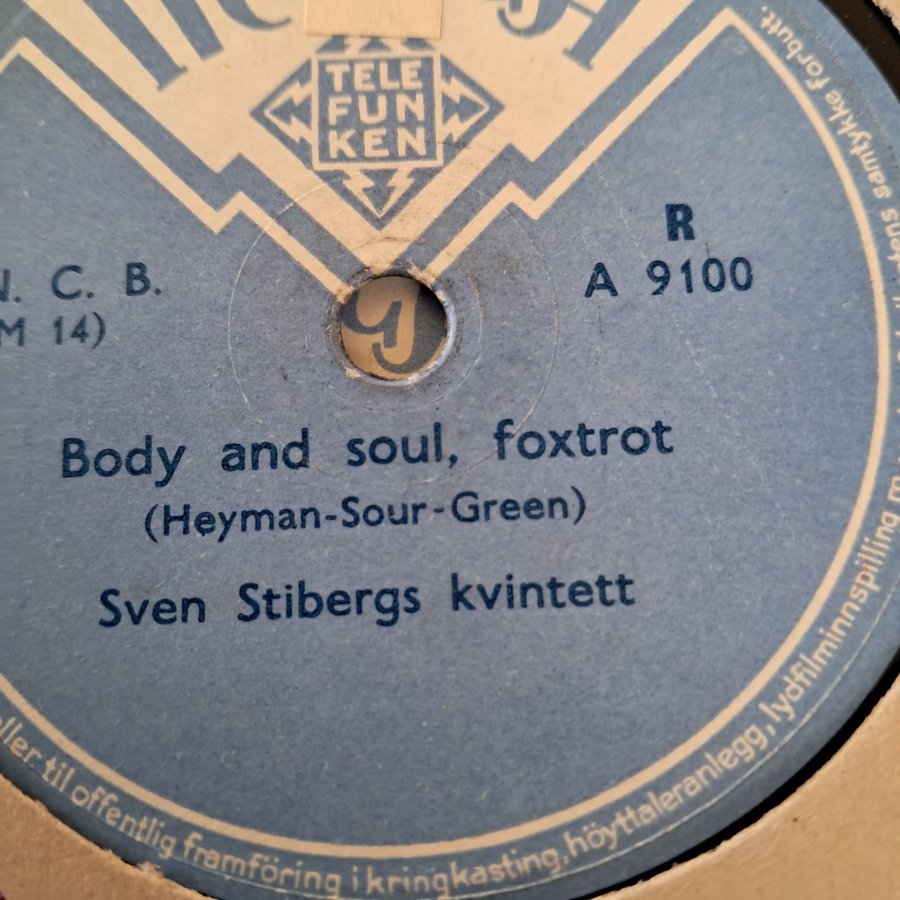 TELE
FUN
KEN
R
A 9100
N. C. B.
M 14)
Body and soul, foxtrot
(Heyman-Sour-Green)
Sven Stibergs kvintett
eller til offentlig framföring i kringkasting, höyttaleranlegg, lydfilminnspilling m
samtykke forbutt.